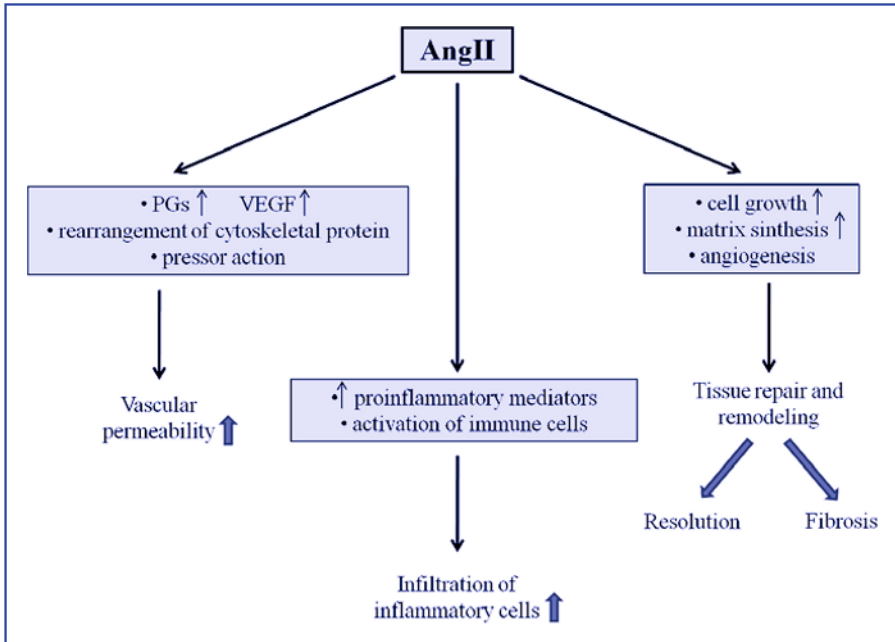 AngII
• PGs ↑ VEGF ↑
• rearrangement of cytoskeletal protein
• pressor action
• cell growth ↑
• matrix sinthesis ↑
• angiogenesis
Vascular
permeability
•↑ proinflammatory mediators
• activation of immune cells
Tissue repair and
remodeling
Resolution
Fibrosis
Infiltration of
inflammatory cells